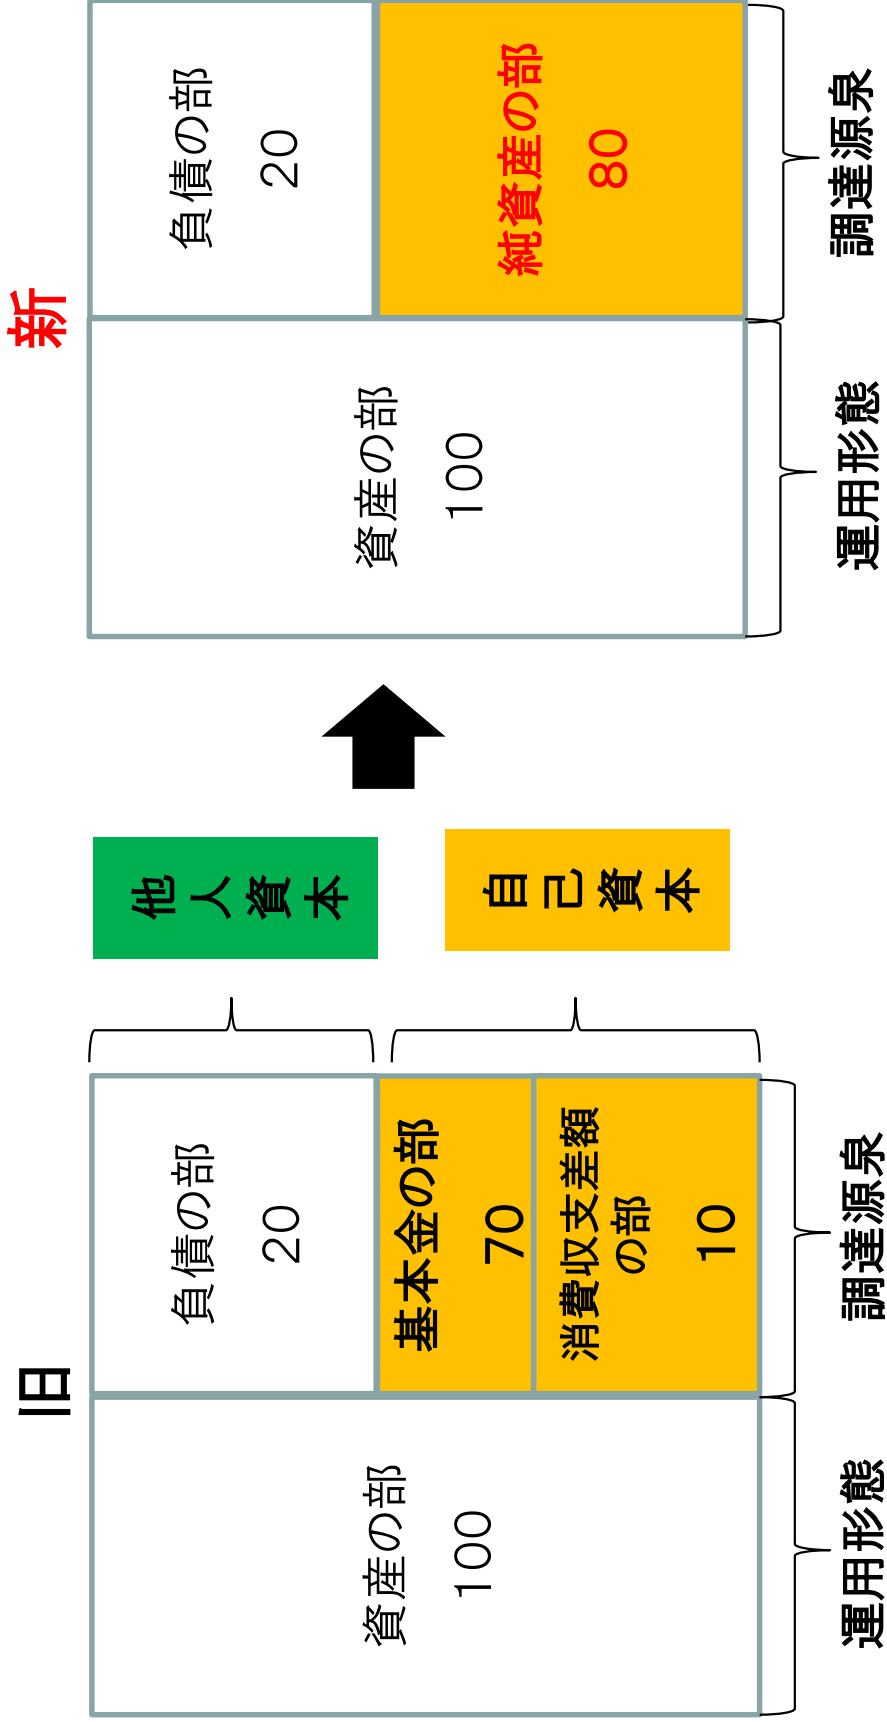 旧
資産の部
100
負債の部
20
基本金の部
70
消費収支差額
の部
10
運用形態
調達源泉
他人資本
自己資本
新
資産の部
100
負債の部
20
純資産の部
80
運用形態
調達源泉